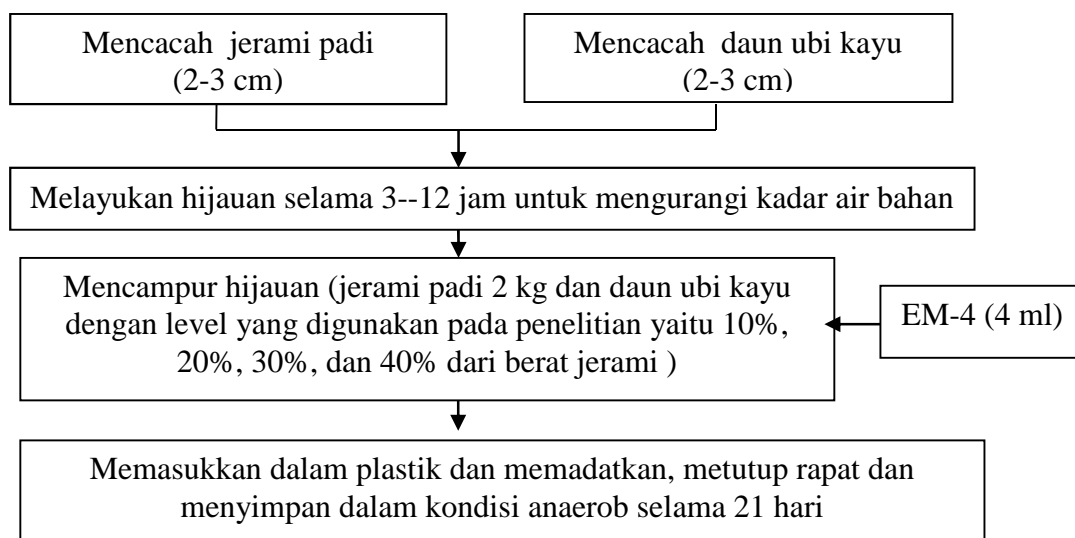 Mencacah jerami padi
(2-3 cm)
Mencacah daun ubi kayu
(2-3 cm)
Melayukan hijauan selama 3--12 jam untuk mengurangi kadar air bahan
Mencampur hijauan (jerami padi 2 kg dan daun ubi kayu
dengan level yang digunakan pada penelitian yaitu 10%,
20%, 30%, dan 40% dari berat jerami )
EM-4 (4 ml)
Memasukkan dalam plastik dan memadatkan, metutup rapat dan
menyimpan dalam kondisi anaerob selama 21 hari